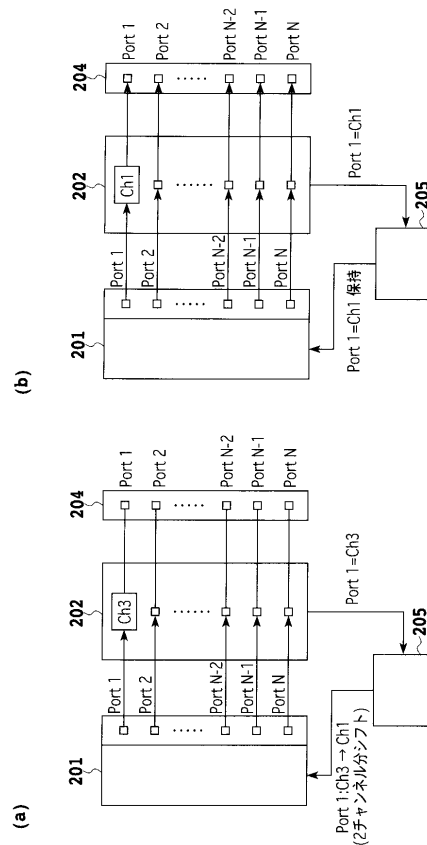 (a)
201
Port 1
Port 2
Port N-2
Port N-1
Port N
202
Ch3
......
......
204
Port 1
Port 2
......
Port N-2
Port N-1
Port N
Port 1=Ch3
205
Port 1:Ch3 → Ch1
(2チャンネル分シフト)
(b)
201
Port 1
Port 2
......
Port N-2
Port N-1
Port N
202
Ch1
......
204
Port 1
Port 2
......
Port N-2
Port N-1
Port N
Port 1=Ch1
205
Port 1=Ch1 保持